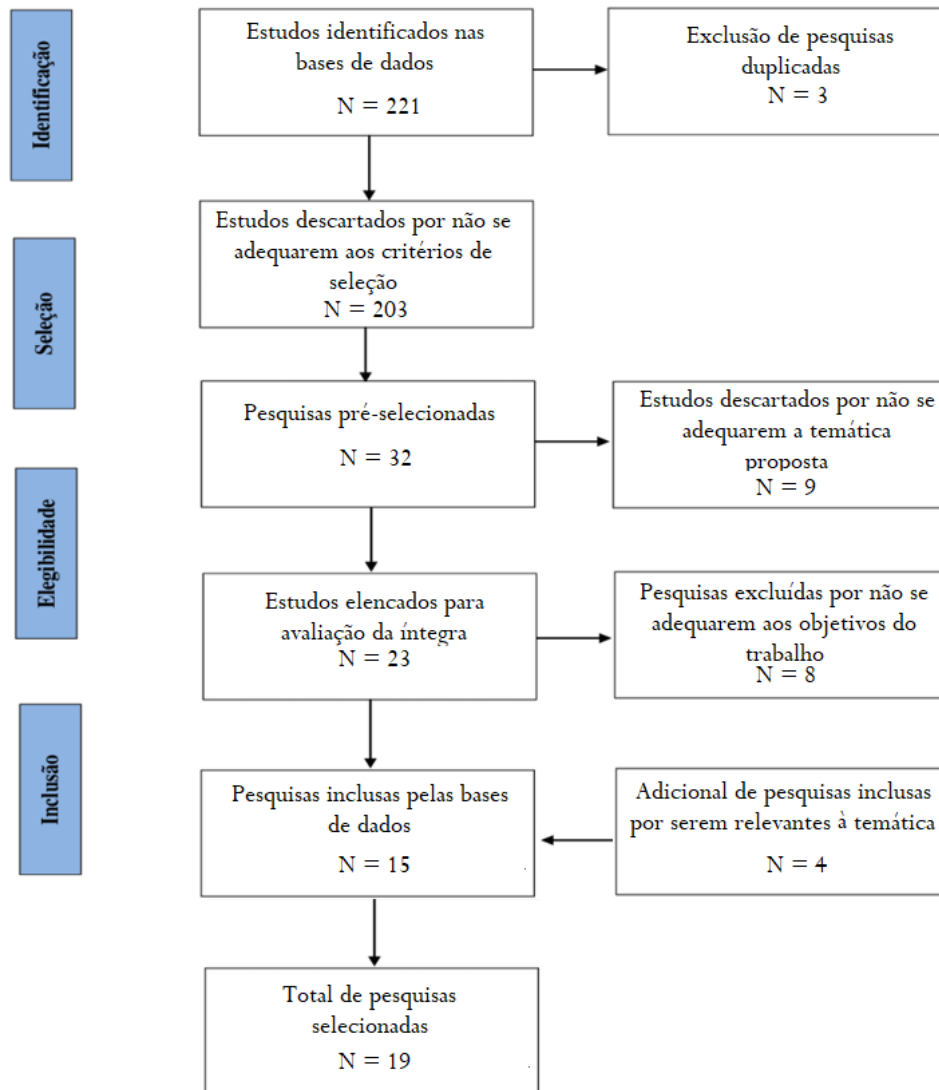 Identificação
Estudos identificados nas
bases de dados
N = 221
Exclusão de pesquisas
duplicadas
N = 3
Seleção
Estudos descartados por não se
adequarem aos critérios de
seleção
N = 203
Pesquisas pré-selecionadas
N = 32
Estudos descartados por não se
adequarem a temática
proposta
N = 9
Elegibilidade
Estudos elencados para
avaliação da íntegra
N = 23
Pesquisas excluídas por não se
adequarem aos objetivos do
trabalho
N = 8
Inclusão
Pesquisas inclusas pelas bases
de dados
N = 15
Adicional de pesquisas inclusas
por serem relevantes à temática
N = 4
Total de pesquisas
selecionadas
N = 19